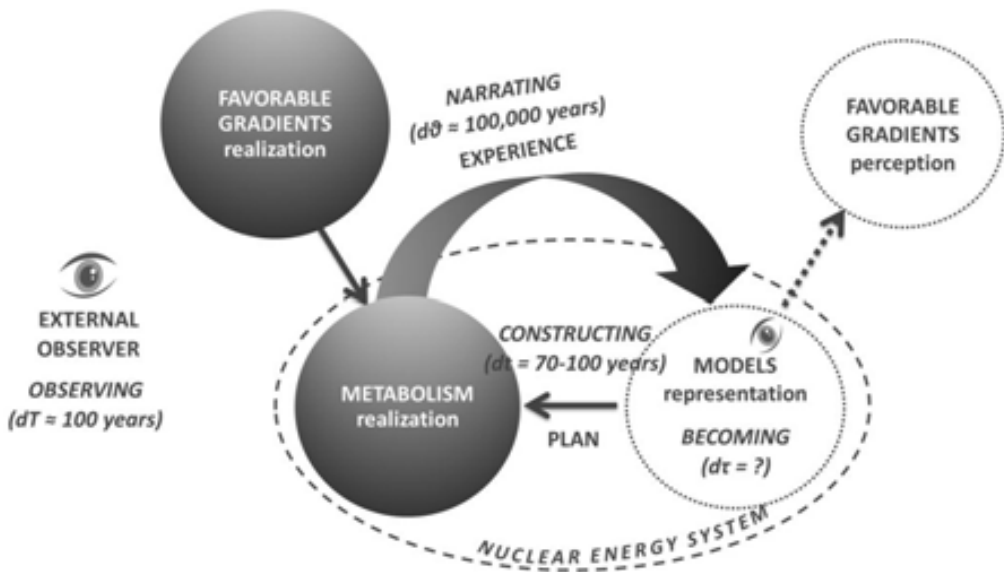 FAVORABLE
GRADIENTS
realization
NARRATING
(dϑ = 100,000 years)
EXPERIENCE
FAVORABLE
GRADIENTS
perception
EXTERNAL
OBSERVER
OBSERVING
(dT ≈ 100 years)
CONSTRUCTING
(dt = 70-100 years)
METABOLISM
realization
PLAN
MODELS
representation
BECOMING
(dτ = ?)
NUCLEAR ENERGY SYSTEM